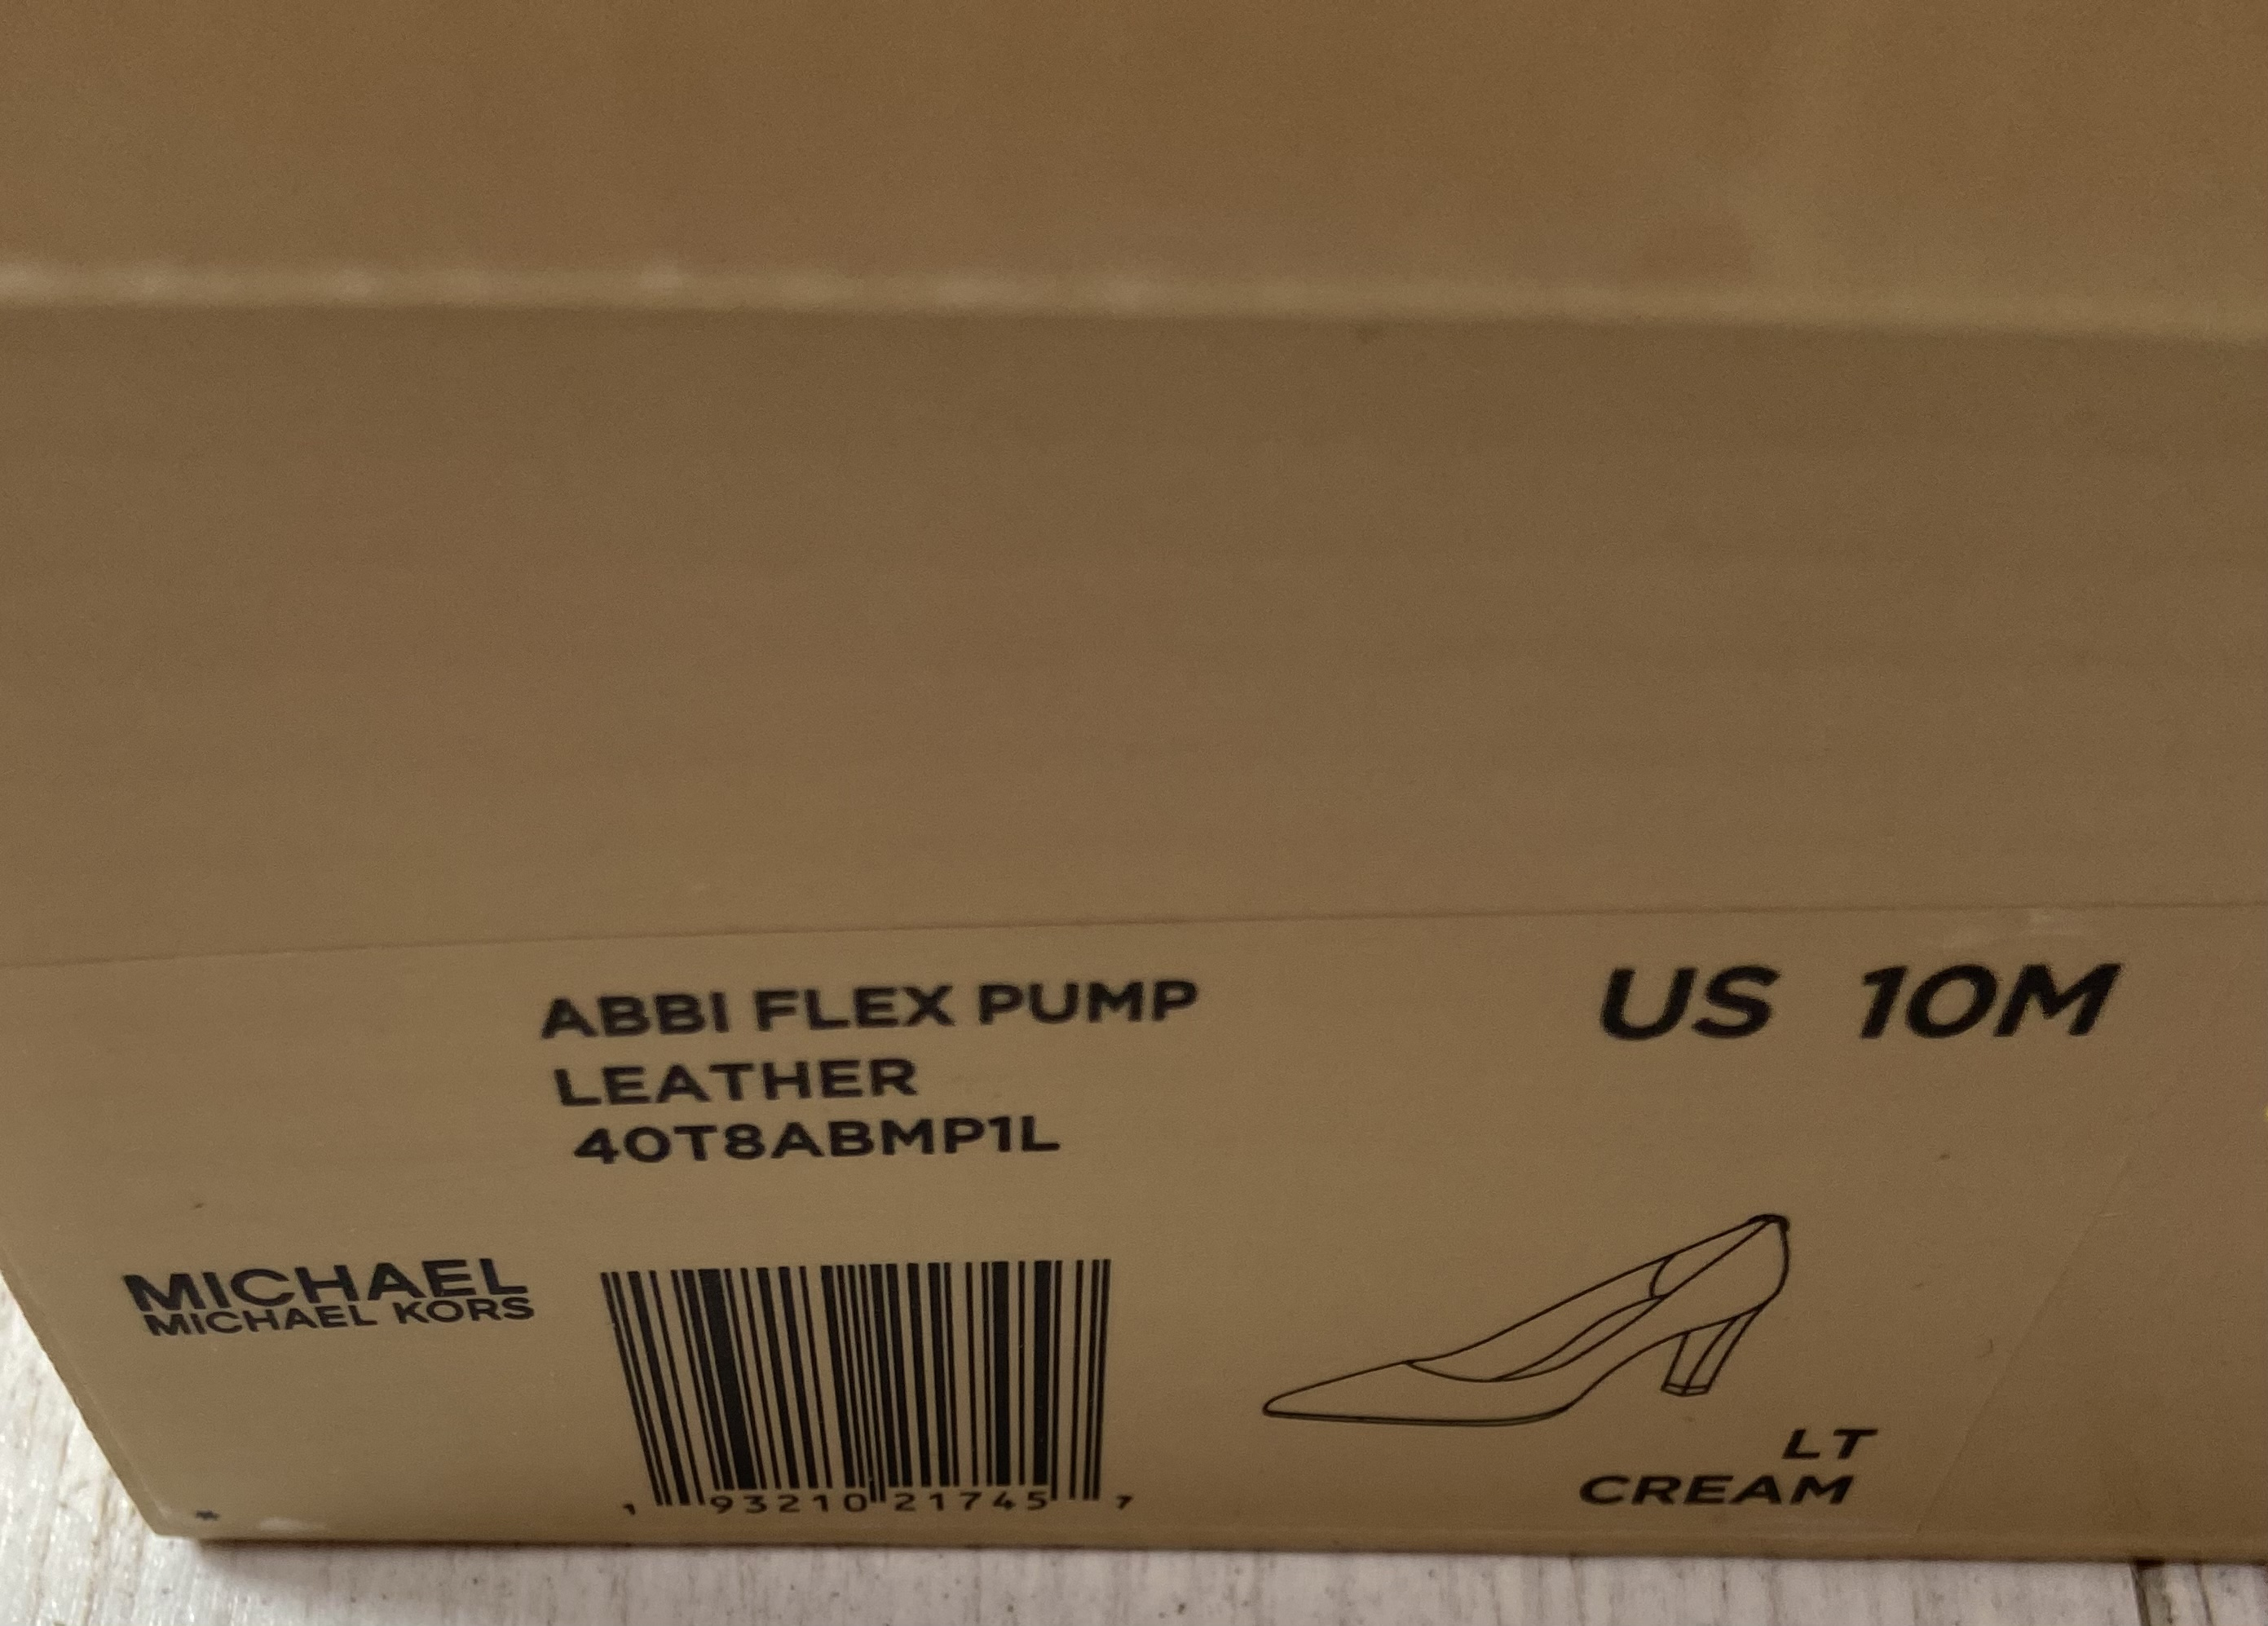 ABBI FLEX PUMP
LEATHER
40T8ABMP1L
US 10M
MICHAEL
MICHAEL KORS
1 93210 21745 7
LT
CREAM